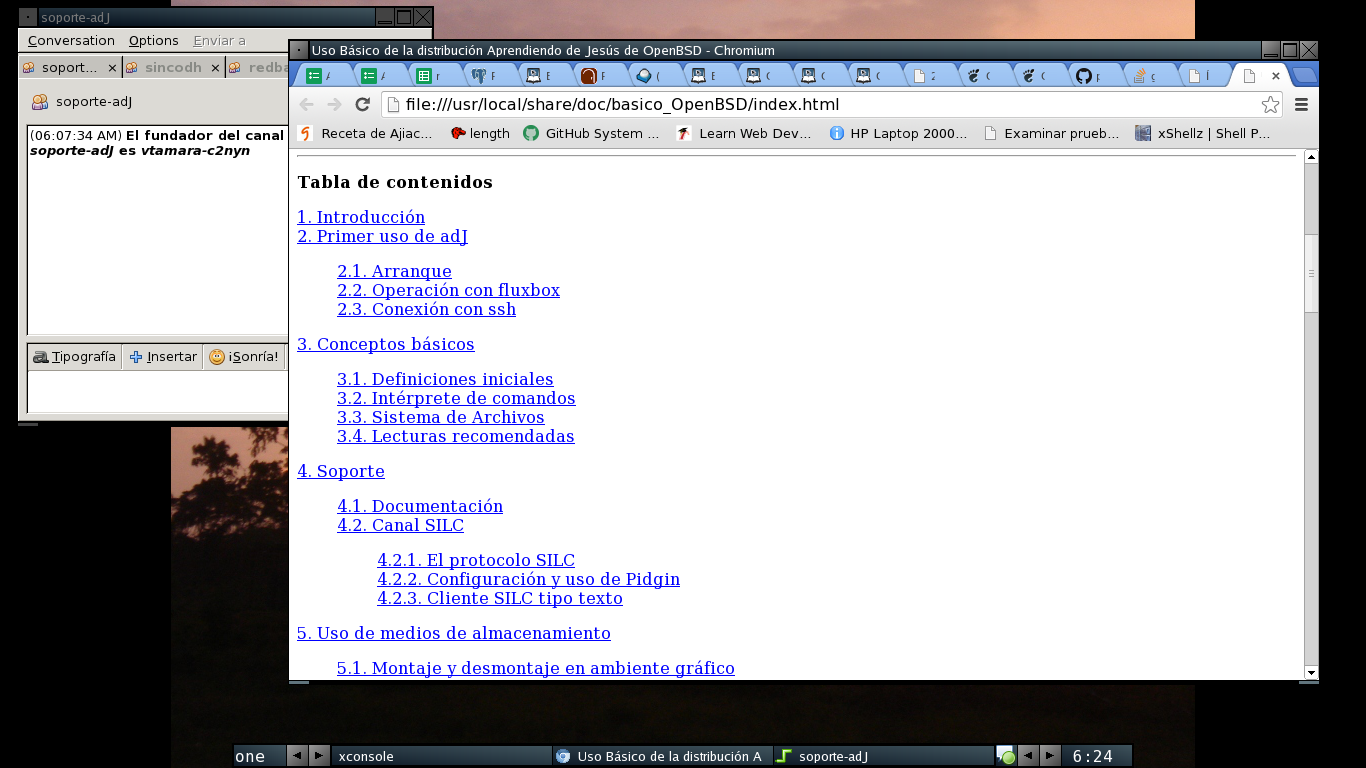 soporte-adJ
Conversation Options Enviar a
soport... sincodh redba
soporte-adJ
(06:07:34 AM) El fundador del canal
soporte-adJ es vtamara-c2nyn
Tipografía Insertar ¡Sonría!
Uso Básico de la distribución Aprendiendo de Jesús de OpenBSD - Chromium
file:///usr/local/share/doc/basico_OpenBSD/index.html
Receta de Ajiac... length GitHub System ... Learn Web Dev... HP Laptop 2000... Examinar prueb... xShellz | Shell P...
Tabla de contenidos
1. Introducción
2. Primer uso de adJ
2.1. Arranque
2.2. Operación con fluxbox
2.3. Conexión con ssh
3. Conceptos básicos
3.1. Definiciones iniciales
3.2. Intérprete de comandos
3.3. Sistema de Archivos
3.4. Lecturas recomendadas
4. Soporte
4.1. Documentación
4.2. Canal SILC
4.2.1. El protocolo SILC
4.2.2. Configuración y uso de Pidgin
4.2.3. Cliente SILC tipo texto
5. Uso de medios de almacenamiento
5.1. Montaje y desmontaje en ambiente gráfico
one xconsole Uso Básico de la distribución A soporte-adJ 6:24